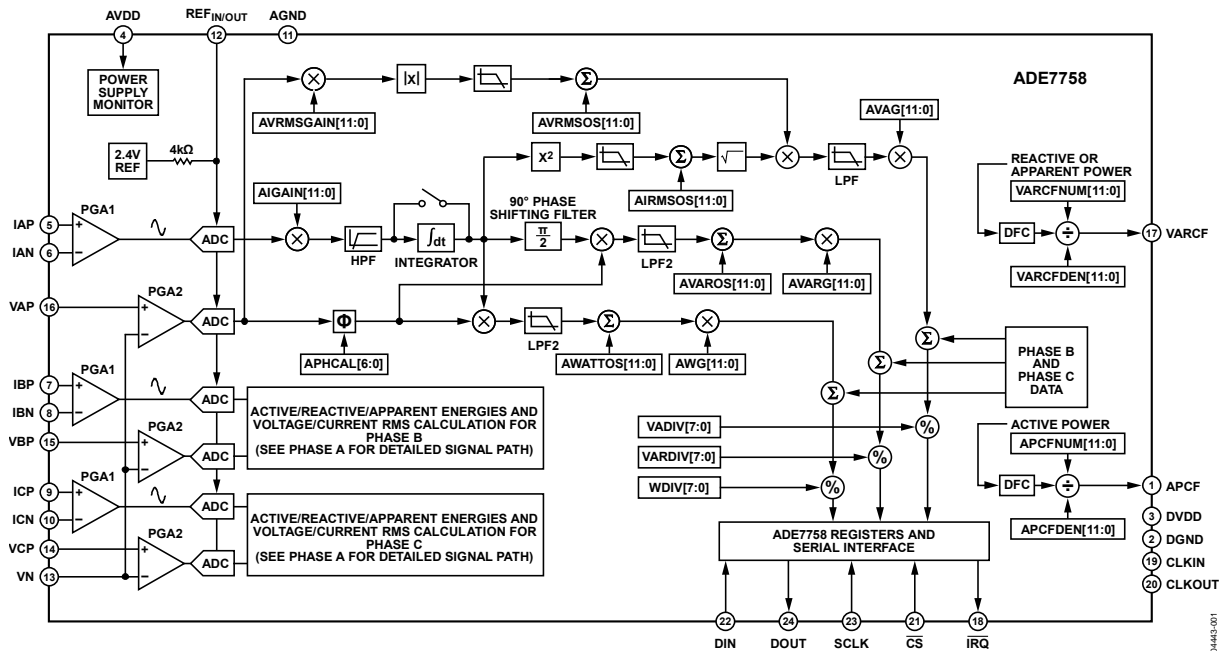 AVDD
REFIN/OUT
AGND
4
12
11
POWER
SUPPLY
MONITOR
ADE7758
|X|
Σ
AVRMSGAIN[11:0]
AVRMSOS[11:0]
AVAG[11:0]
2.4V
REF
4kΩ
X²
Σ
√
LPF
AIGAIN[11:0]
AIRMSOS[11:0]
REACTIVE OR
APPARENT POWER
VARCFNUM[11:0]
DFC
÷
17 VARCF
VARCFDEN[11:0]
PGA1
IAP 5
IAN 6
+
−
ADC
HPF
∫dt
INTEGRATOR
90° PHASE
SHIFTING FILTER
π
2
LPF2
Σ
AVAROS[11:0]
AVARG[11:0]
PGA2
VAP 16
+
−
ADC
Φ
APHCAL[6:0]
LPF2
Σ
AWATTOS[11:0]
AWG[11:0]
Σ
Σ
Σ
PHASE B
AND
PHASE C
DATA
PGA1
IBP 7
IBN 8
+
−
ADC
PGA2
VBP 15
+
−
ADC
ACTIVE/REACTIVE/APPARENT ENERGIES AND
VOLTAGE/CURRENT RMS CALCULATION FOR
PHASE B
(SEE PHASE A FOR DETAILED SIGNAL PATH)
VADIV[7:0]
%
VARDIV[7:0]
%
WDIV[7:0]
%
ACTIVE POWER
APCFNUM[11:0]
DFC
÷
1 APCF
APCFDEN[11:0]
PGA1
ICP 9
ICN 10
+
−
ADC
PGA2
VCP 14
VN 13
+
−
ADC
ACTIVE/REACTIVE/APPARENT ENERGIES AND
VOLTAGE/CURRENT RMS CALCULATION FOR
PHASE C
(SEE PHASE A FOR DETAILED SIGNAL PATH)
ADE7758 REGISTERS AND
SERIAL INTERFACE
3 DVDD
2 DGND
19 CLKIN
20 CLKOUT
22
24
23
21
18
DIN
DOUT
SCLK
C̅S̅
I̅R̅Q̅
04443-001